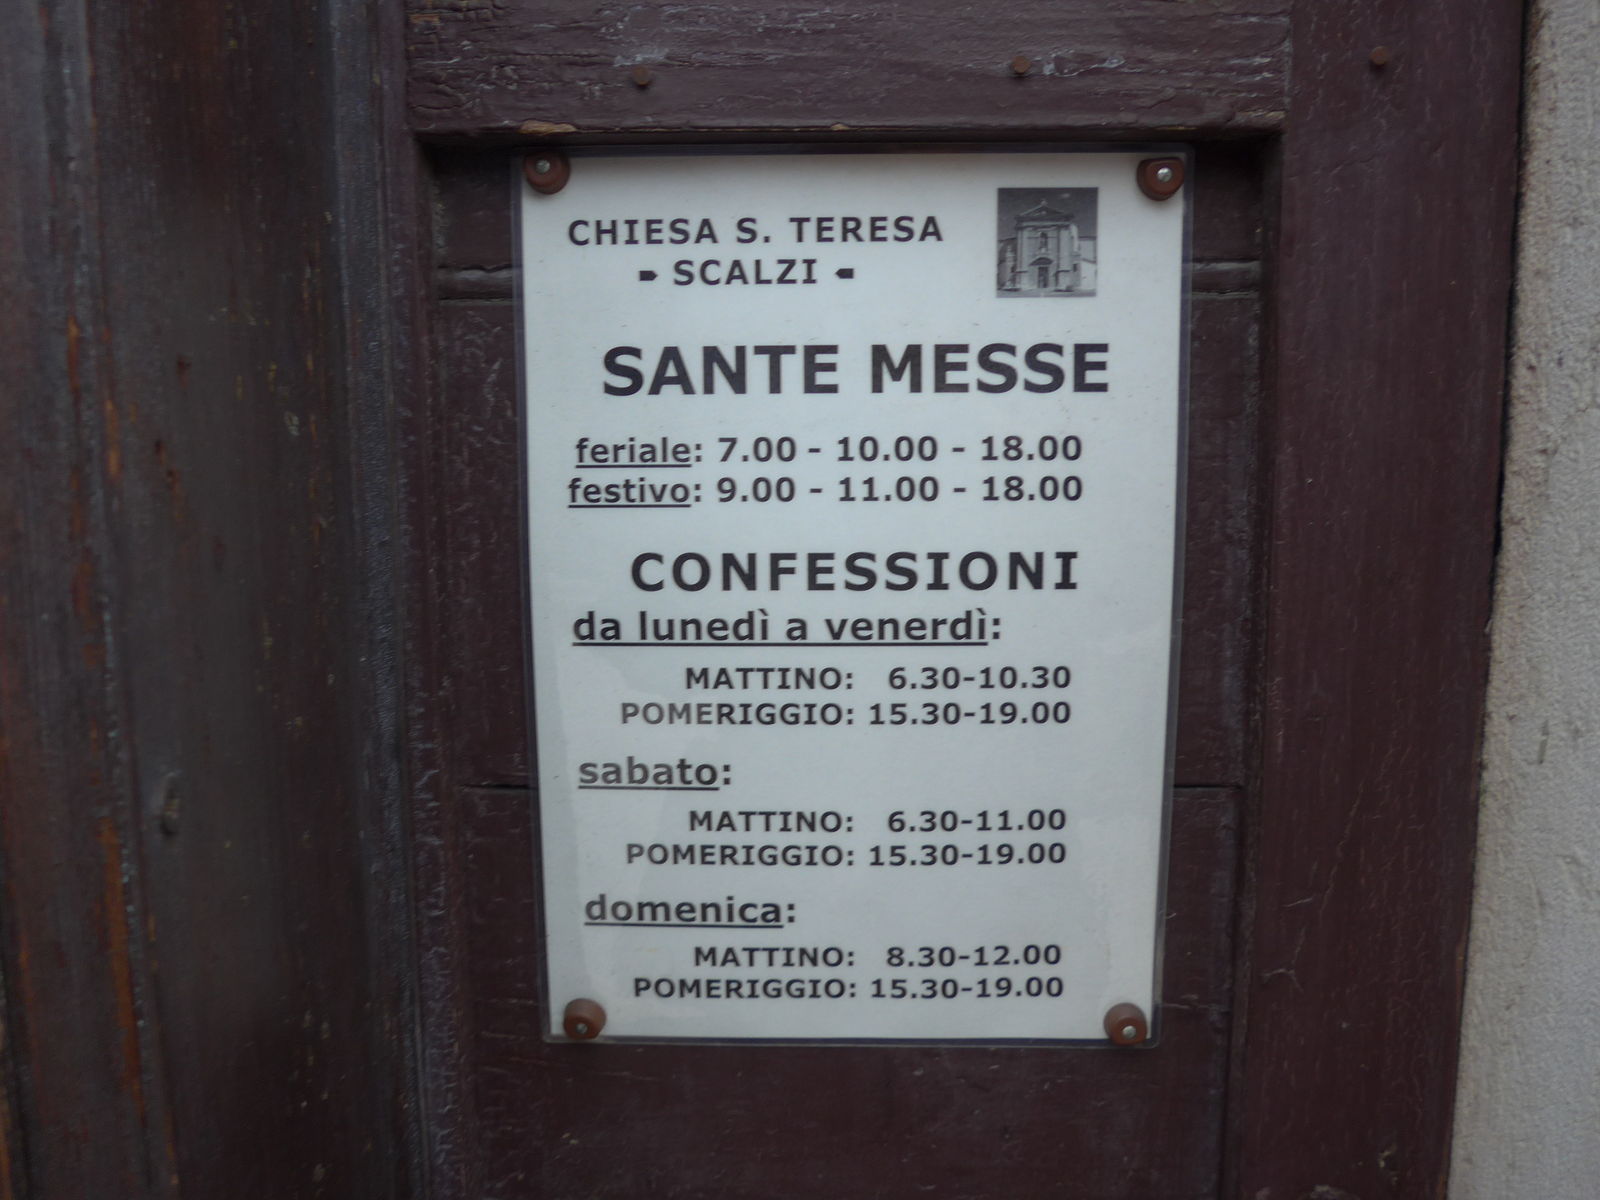 CHIESA S. TERESA
SCALZI
SANTE MESSE
feriale: 7.00 - 10.00 - 18.00
festivo: 9.00 - 11.00 - 18.00
CONFESSIONI
da lunedì a venerdì:
MATTINO: 6.30-10.30
POMERIGGIO: 15.30-19.00
sabato:
MATTINO: 6.30-11.00
POMERIGGIO: 15.30-19.00
domenica:
MATTINO: 8.30-12.00
POMERIGGIO: 15.30-19.00